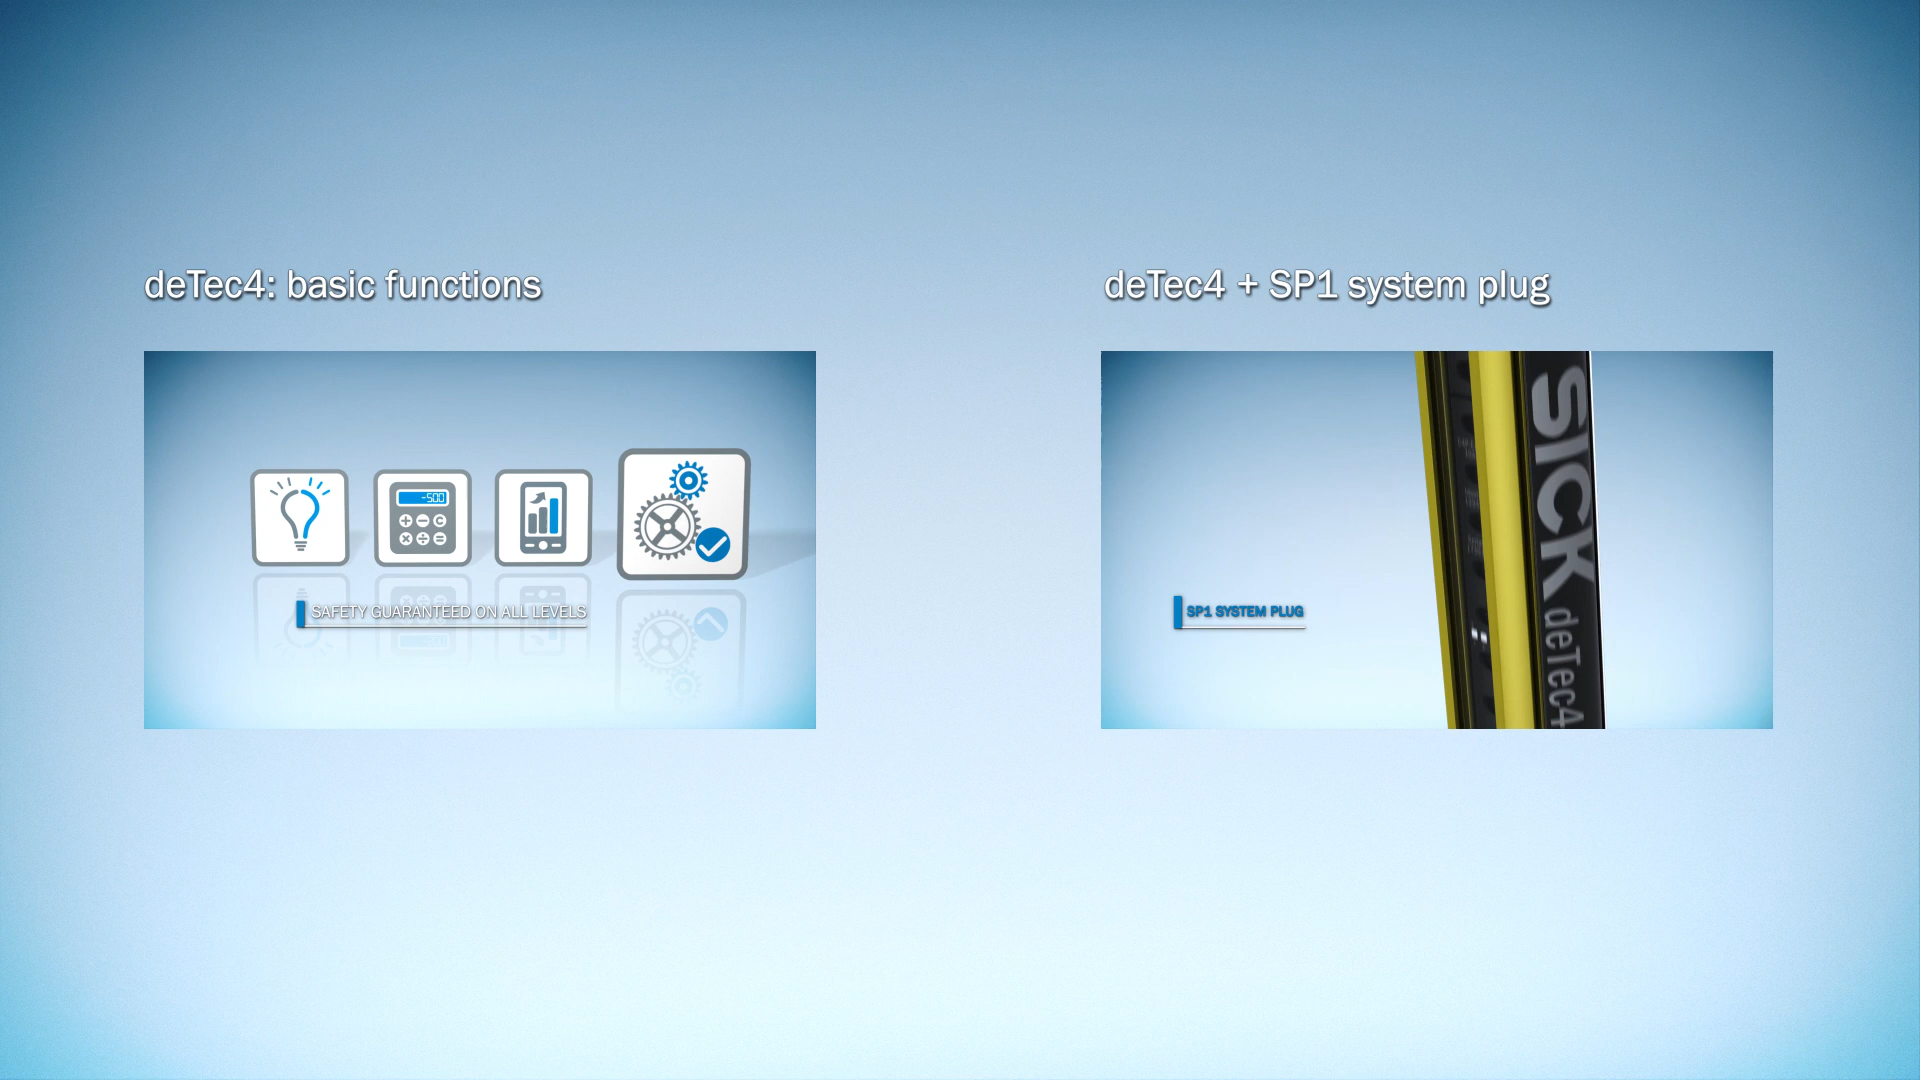 deTec4: basic functions
deTec4 + SP1 system plug
-500
SAFETY GUARANTEED ON ALL LEVELS
SP1 SYSTEM PLUG
SICK deTec4